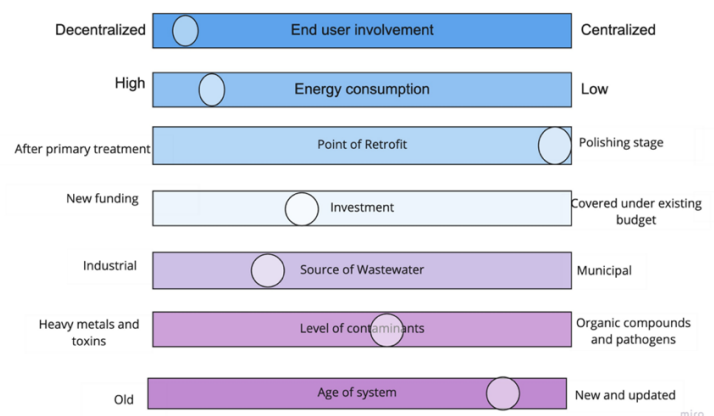 Decentralized End user involvement Centralized
High Energy consumption Low
After primary treatment Point of Retrofit Polishing stage
New funding Investment Covered under existing
budget
Industrial Source of Wastewater Municipal
Heavy metals and
toxins Level of contaminants Organic compounds
and pathogens
Old Age of system New and updated
miro